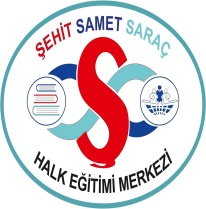 ŞEHİT SAMET SARAÇ
Ş
HALK EĞİTİMİ MERKEZİ